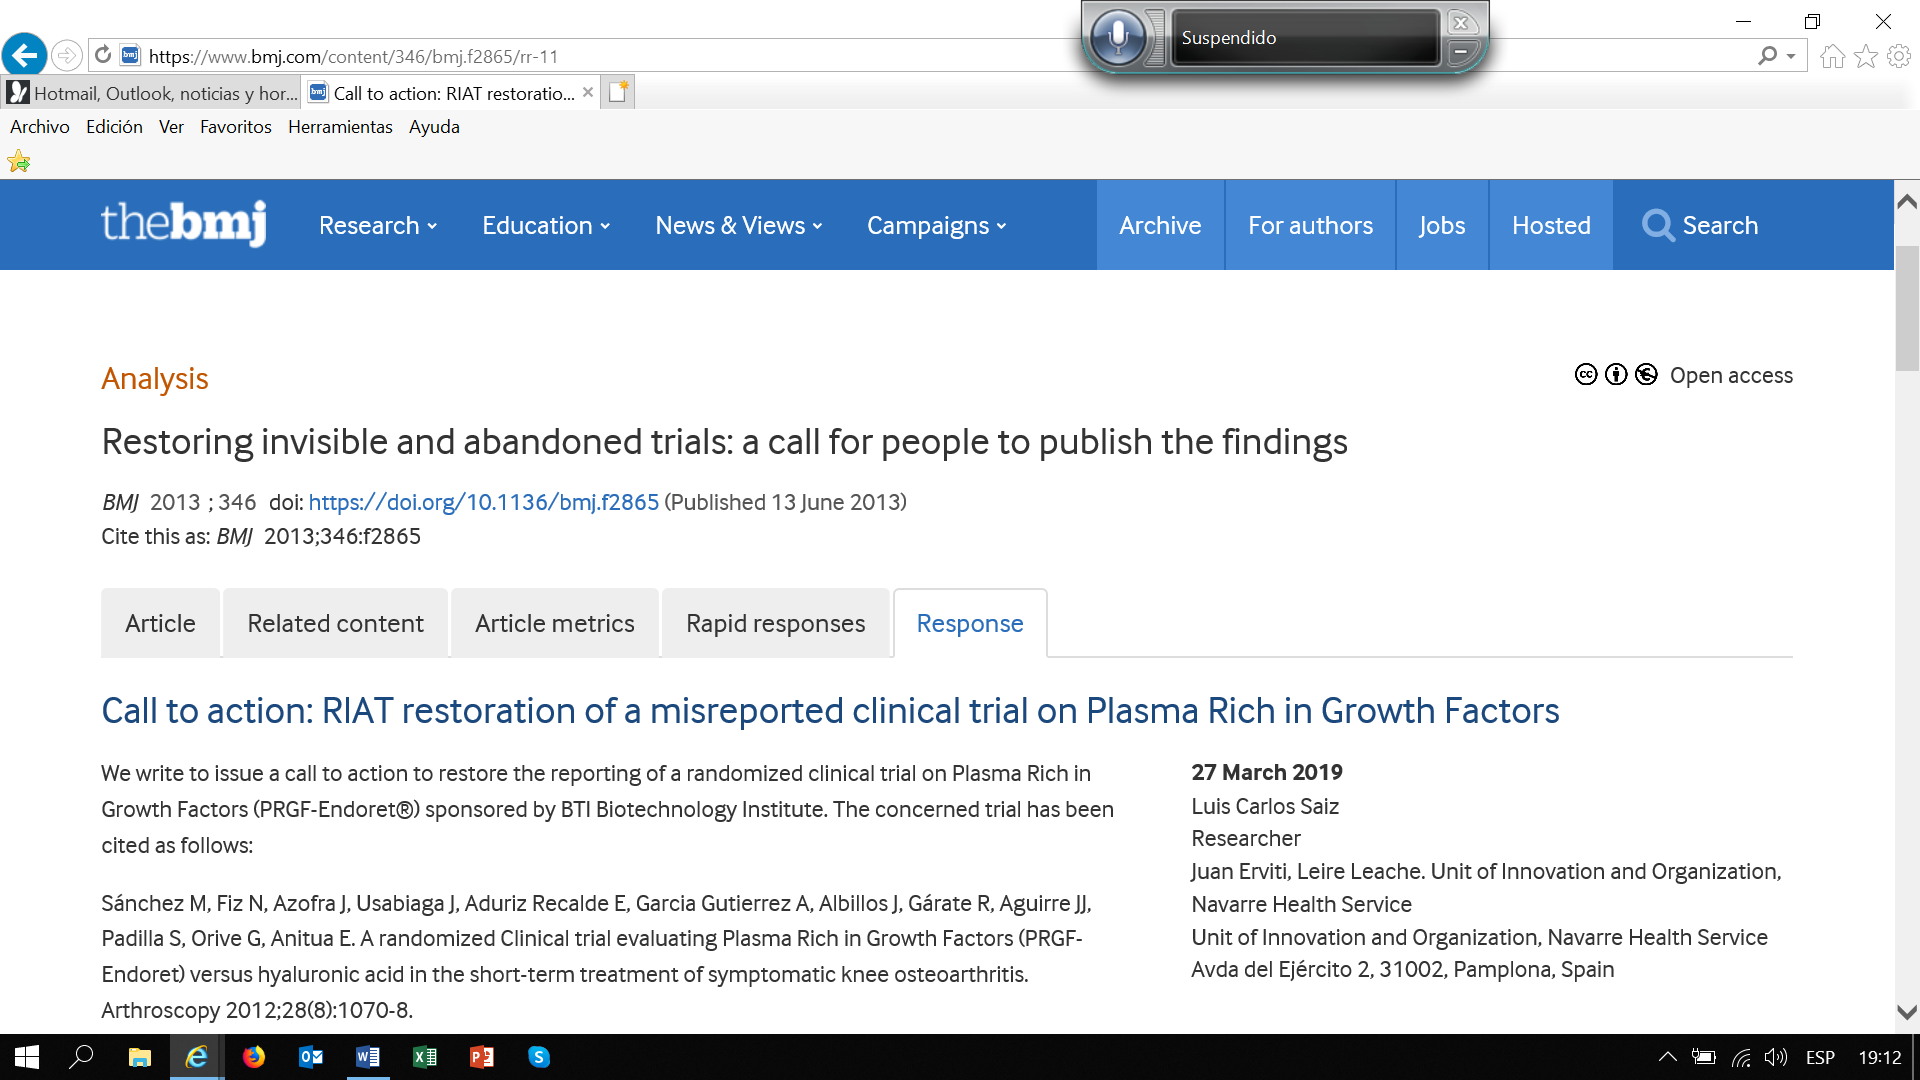 Suspendido
https://www.bmj.com/content/346/bmj.f2865/rr-11
Hotmail, Outlook, noticias y hor...
bmj Call to action: RIAT restoratio...
Archivo Edición Ver Favoritos Herramientas Ayuda
thebmj Research Education News & Views Campaigns Archive For authors Jobs Hosted Search
Analysis
Open access
Restoring invisible and abandoned trials: a call for people to publish the findings
BMJ 2013 ; 346 doi: https://doi.org/10.1136/bmj.f2865 (Published 13 June 2013)
Cite this as: BMJ 2013;346:f2865
Article Related content Article metrics Rapid responses Response
Call to action: RIAT restoration of a misreported clinical trial on Plasma Rich in Growth Factors
We write to issue a call to action to restore the reporting of a randomized clinical trial on Plasma Rich in
Growth Factors (PRGF-Endoret®) sponsored by BTI Biotechnology Institute. The concerned trial has been
cited as follows:
Sánchez M, Fiz N, Azofra J, Usabiaga J, Aduriz Recalde E, Garcia Gutierrez A, Albillos J, Gárate R, Aguirre JJ,
Padilla S, Orive G, Anitua E. A randomized Clinical trial evaluating Plasma Rich in Growth Factors (PRGF-
Endoret) versus hyaluronic acid in the short-term treatment of symptomatic knee osteoarthritis.
Arthroscopy 2012;28(8):1070-8.
27 March 2019
Luis Carlos Saiz
Researcher
Juan Erviti, Leire Leache. Unit of Innovation and Organization,
Navarre Health Service
Unit of Innovation and Organization, Navarre Health Service
Avda del Ejército 2, 31002, Pamplona, Spain
ESP 19:12